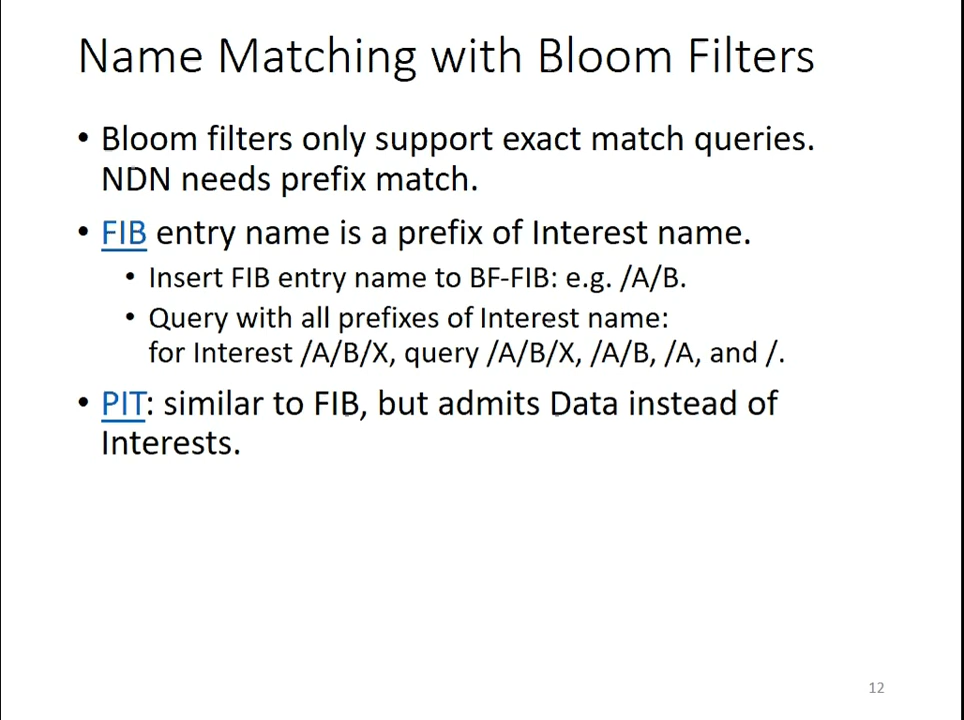 Name Matching with Bloom Filters
• Bloom filters only support exact match queries.
NDN needs prefix match.
• FIB entry name is a prefix of Interest name.
• Insert FIB entry name to BF-FIB: e.g. /A/B.
• Query with all prefixes of Interest name:
for Interest /A/B/X, query /A/B/X, /A/B, /A, and /.
• PIT: similar to FIB, but admits Data instead of
Interests.
12